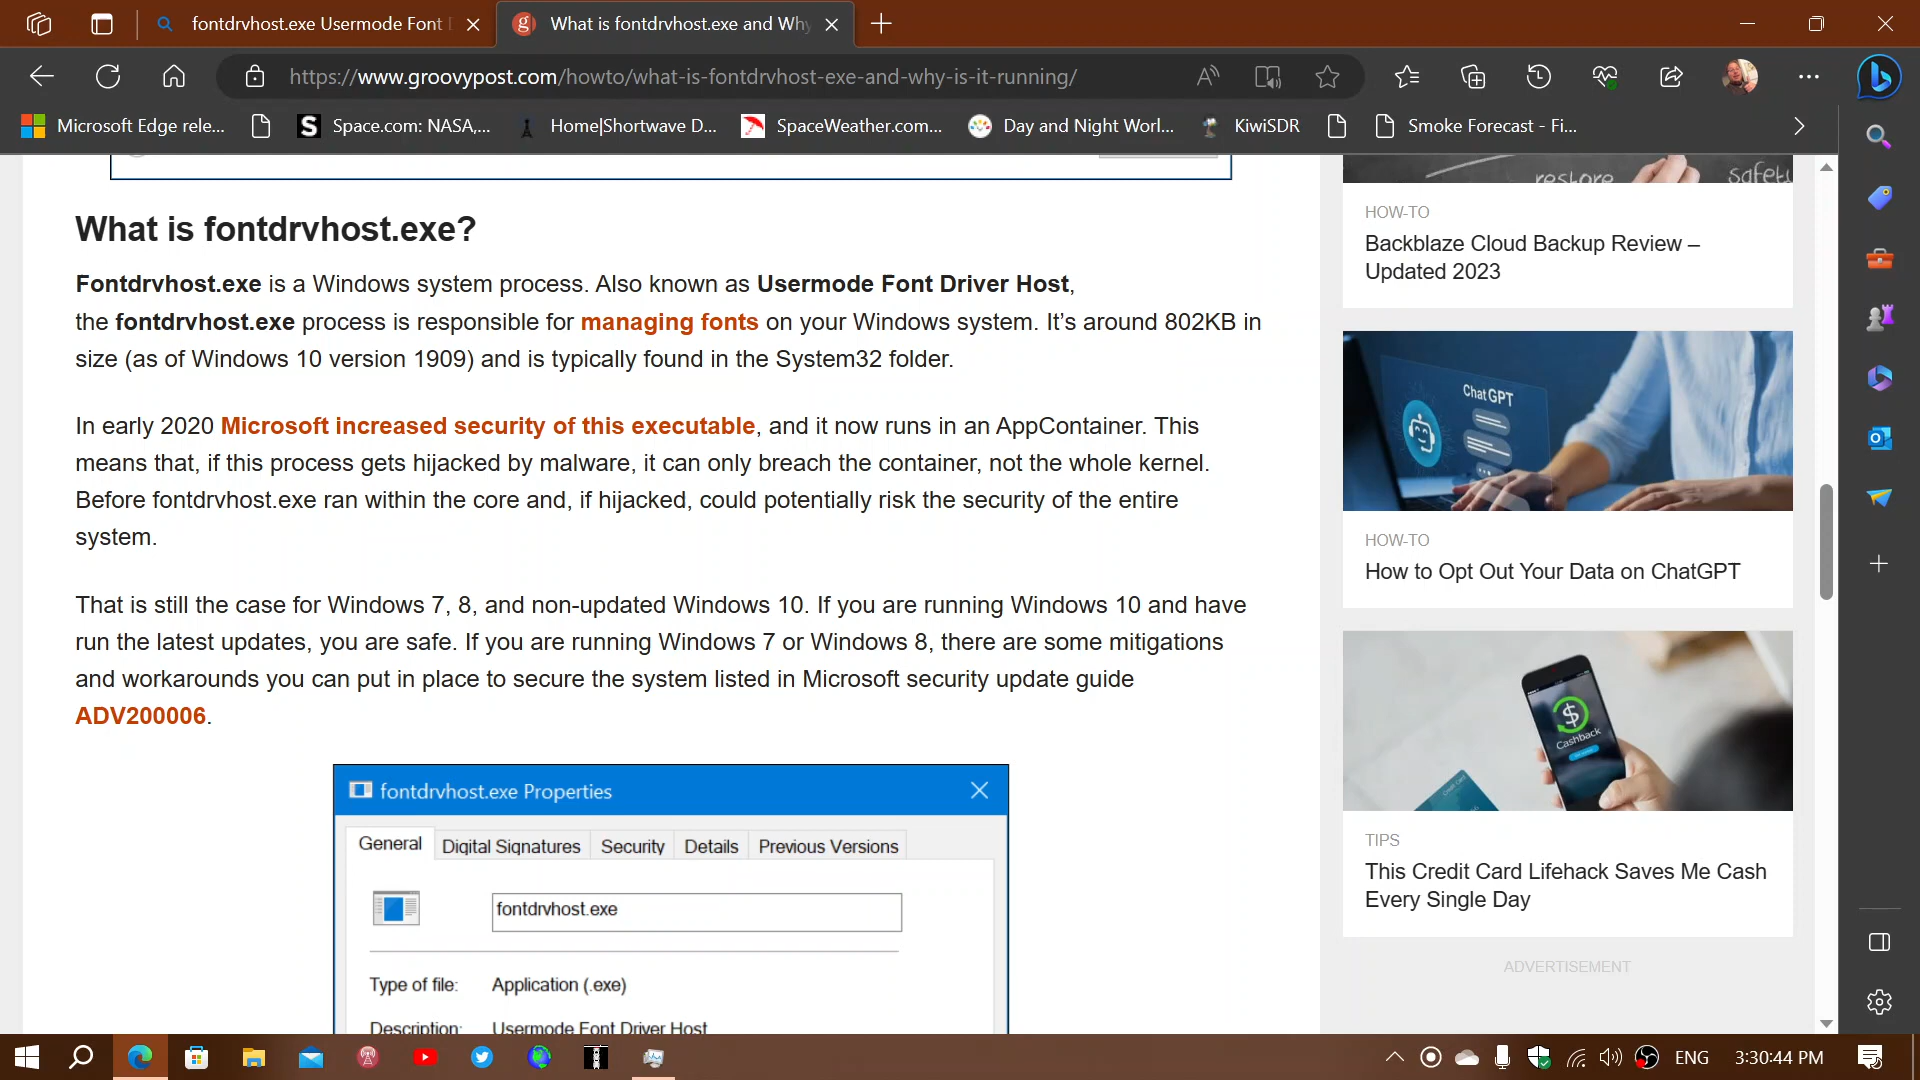 fontdrvhost.exe Usermode Font
What is fontdrvhost.exe and Why
https://www.groovypost.com/howto/what-is-fontdrvhost-exe-and-why-is-it-running/
Microsoft Edge rele...
Space.com: NASA,...
Home|Shortwave D...
SpaceWeather.com...
Day and Night Worl...
KiwiSDR
Smoke Forecast - Fi...
What is fontdrvhost.exe?
Fontdrvhost.exe is a Windows system process. Also known as Usermode Font Driver Host,
the fontdrvhost.exe process is responsible for managing fonts on your Windows system. It’s around 802KB in
size (as of Windows 10 version 1909) and is typically found in the System32 folder.
In early 2020 Microsoft increased security of this executable, and it now runs in an AppContainer. This
means that, if this process gets hijacked by malware, it can only breach the container, not the whole kernel.
Before fontdrvhost.exe ran within the core and, if hijacked, could potentially risk the security of the entire
system.
That is still the case for Windows 7, 8, and non-updated Windows 10. If you are running Windows 10 and have
run the latest updates, you are safe. If you are running Windows 7 or Windows 8, there are some mitigations
and workarounds you can put in place to secure the system listed in Microsoft security update guide
ADV200006.
fontdrvhost.exe Properties
General
Digital Signatures
Security
Details
Previous Versions
fontdrvhost.exe
Type of file: Application (.exe)
Description: Usermode Font Driver Host
restore
safety
HOW-TO
Backblaze Cloud Backup Review –
Updated 2023
Chat GPT
HOW-TO
How to Opt Out Your Data on ChatGPT
Cashback
TIPS
This Credit Card Lifehack Saves Me Cash
Every Single Day
ADVERTISEMENT
ENG
3:30:44 PM